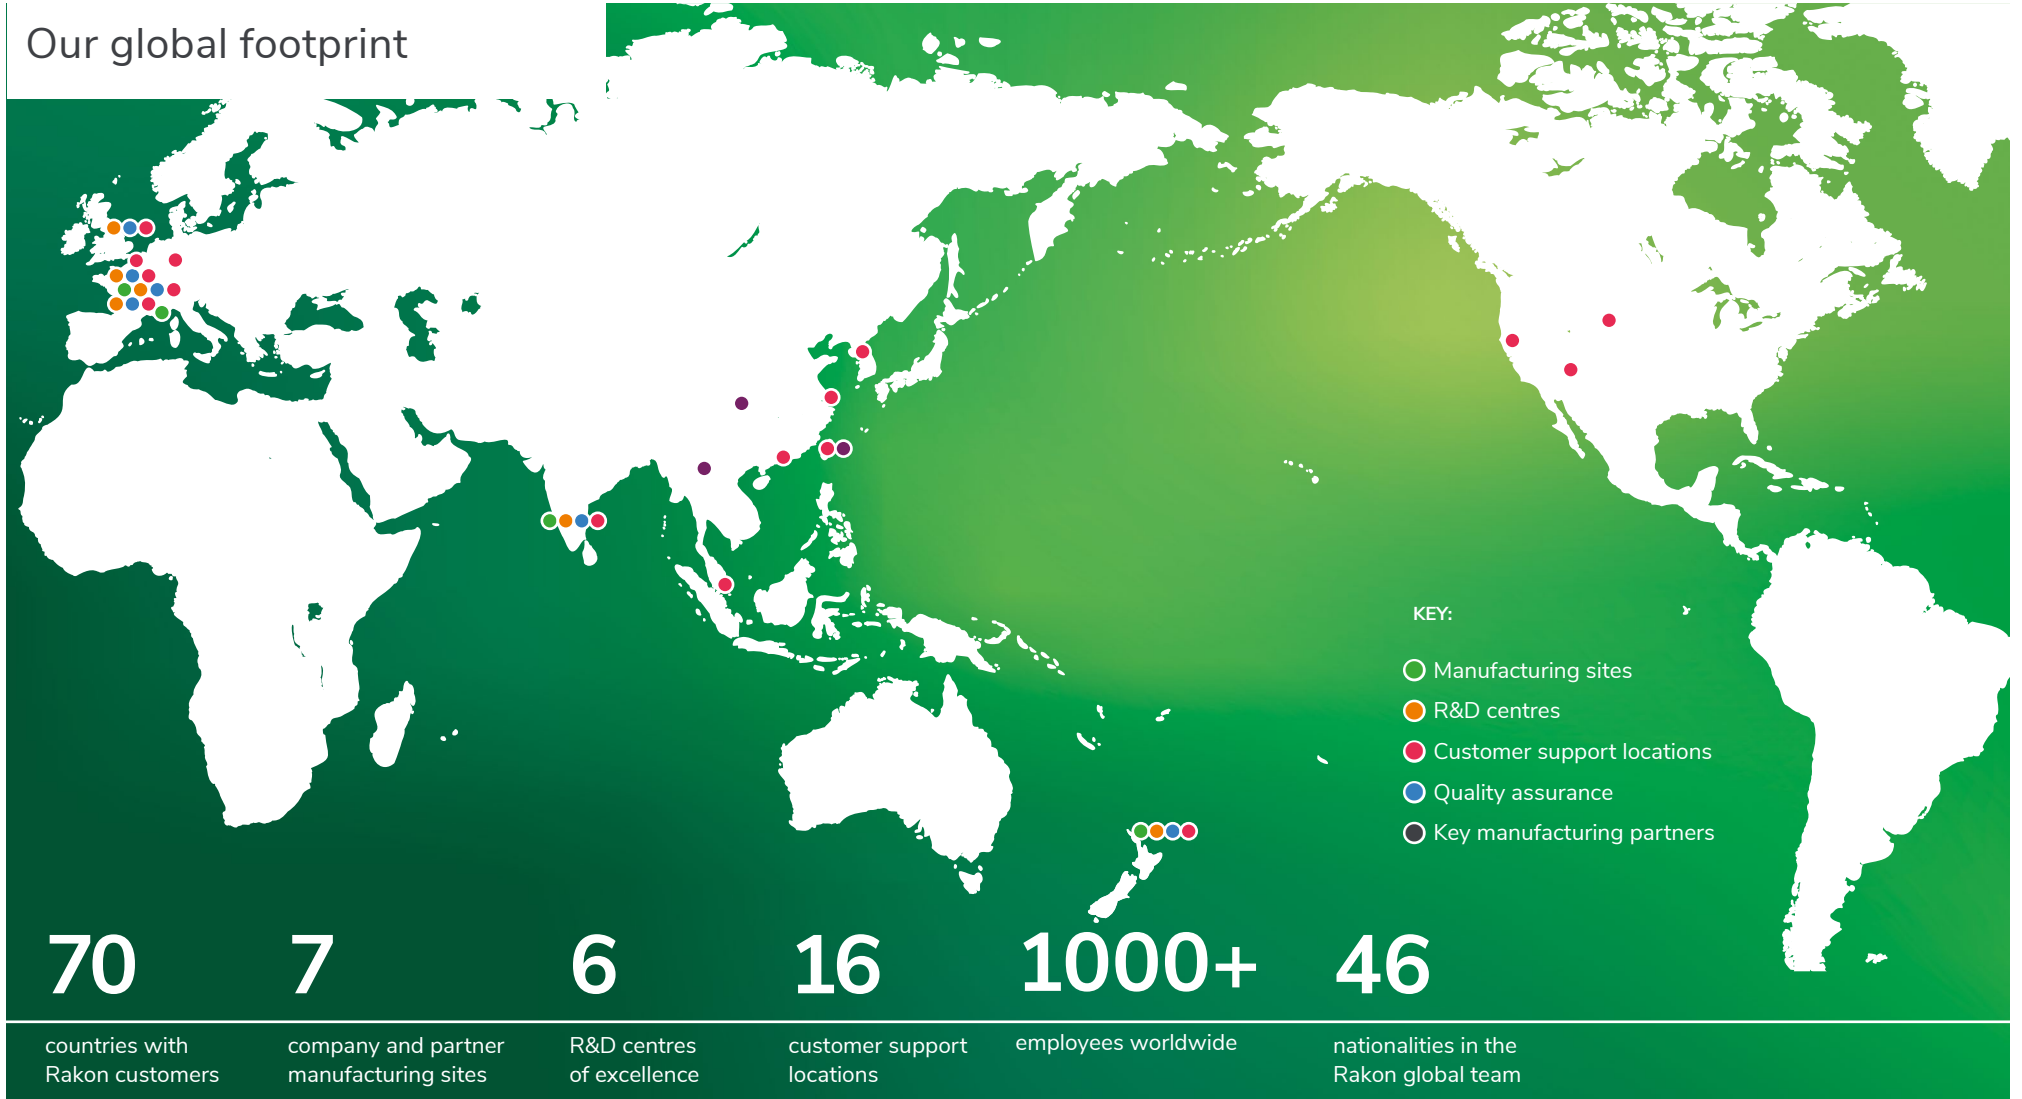 Our global footprint
KEY:
Manufacturing sites
R&D centres
Customer support locations
Quality assurance
Key manufacturing partners
70
countries with
Rakon customers
7
company and partner
manufacturing sites
6
R&D centres
of excellence
16
customer support
locations
1000+
employees worldwide
46
nationalities in the
Rakon global team